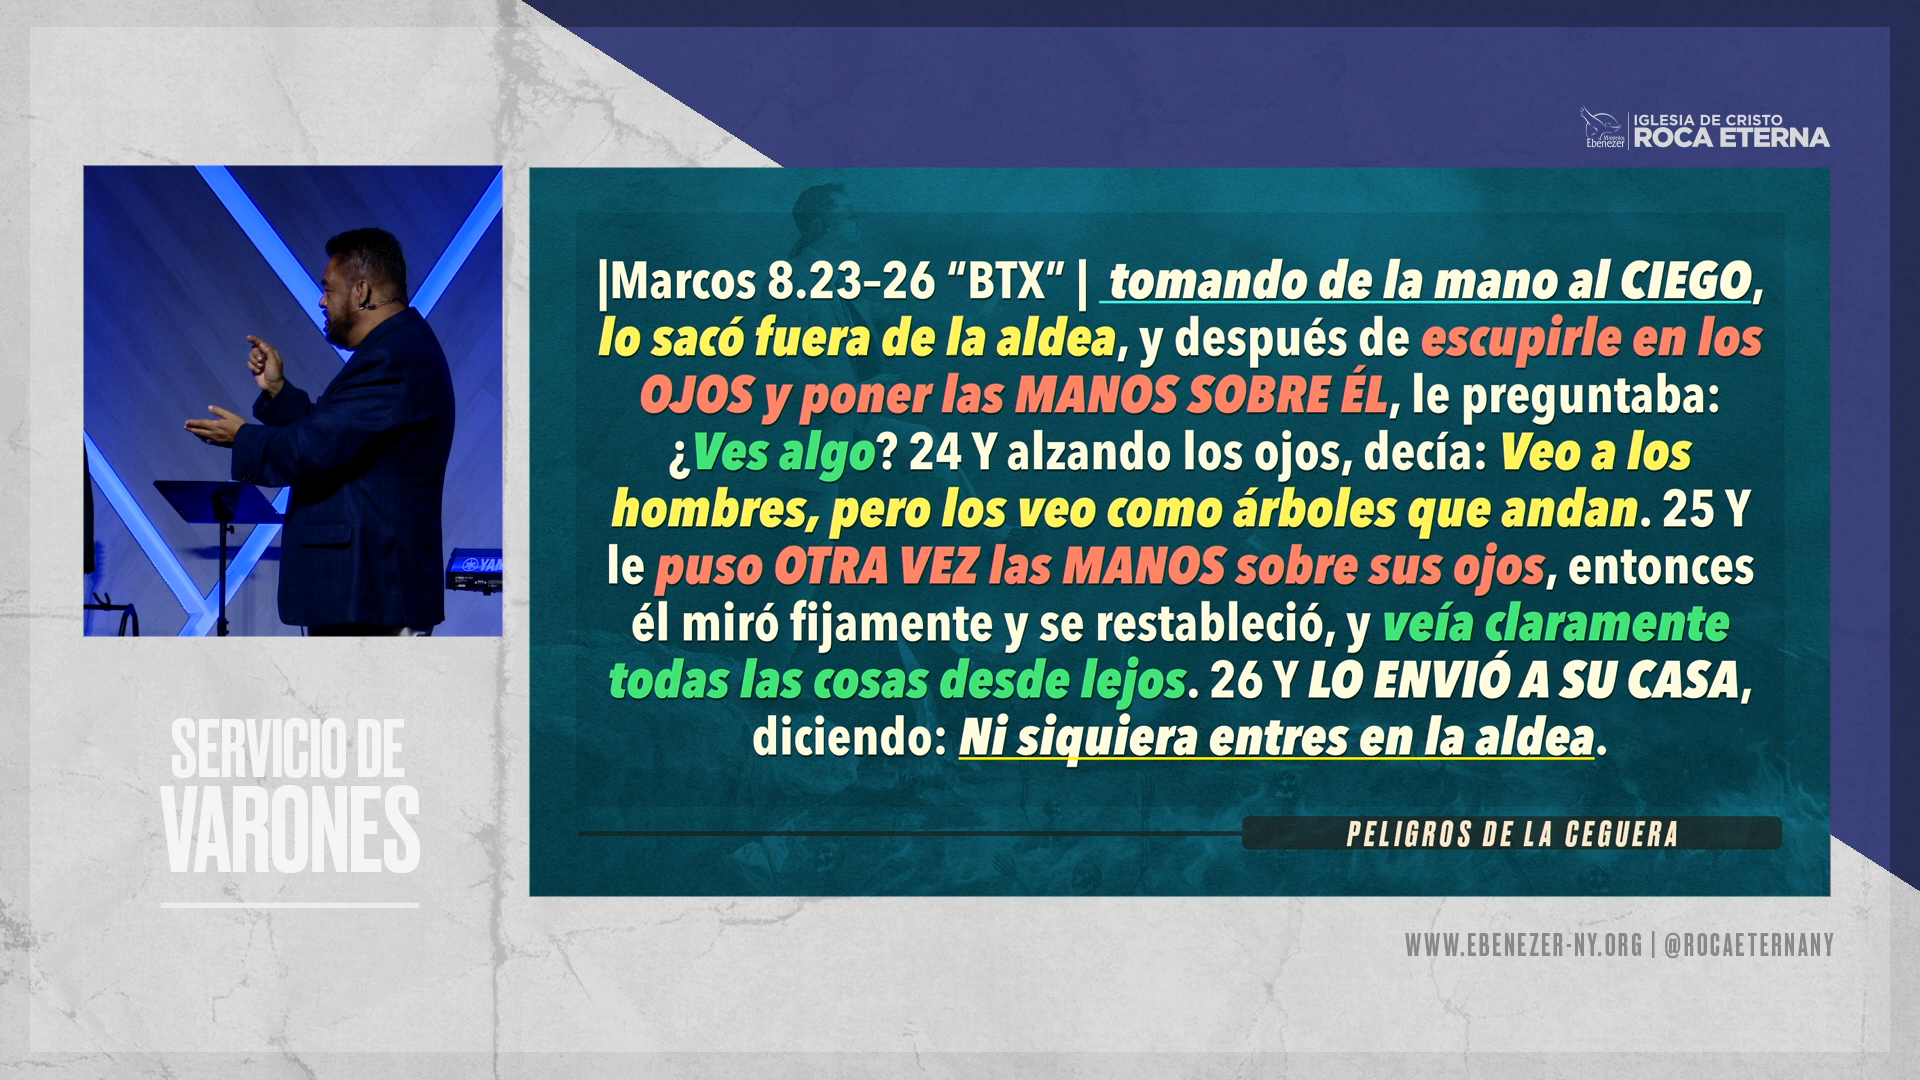 Ministerios
Ebenezer
IGLESIA DE CRISTO
ROCA ETERNA
|Marcos 8.23–26 “BTX” | tomando de la mano al CIEGO,
lo sacó fuera de la aldea, y después de escupirle en los
OJOS y poner las MANOS SOBRE ÉL, le preguntaba:
¿Ves algo? 24 Y alzando los ojos, decía: Veo a los
hombres, pero los veo como árboles que andan. 25 Y
le puso OTRA VEZ las MANOS sobre sus ojos, entonces
él miró fijamente y se restableció, y veía claramente
todas las cosas desde lejos. 26 Y LO ENVIÓ A SU CASA,
diciendo: Ni siquiera entres en la aldea.
PELIGROS DE LA CEGUERA
SERVICIO DE
VARONES
WWW.EBENEZER-NY.ORG | @ROCAETERNANY